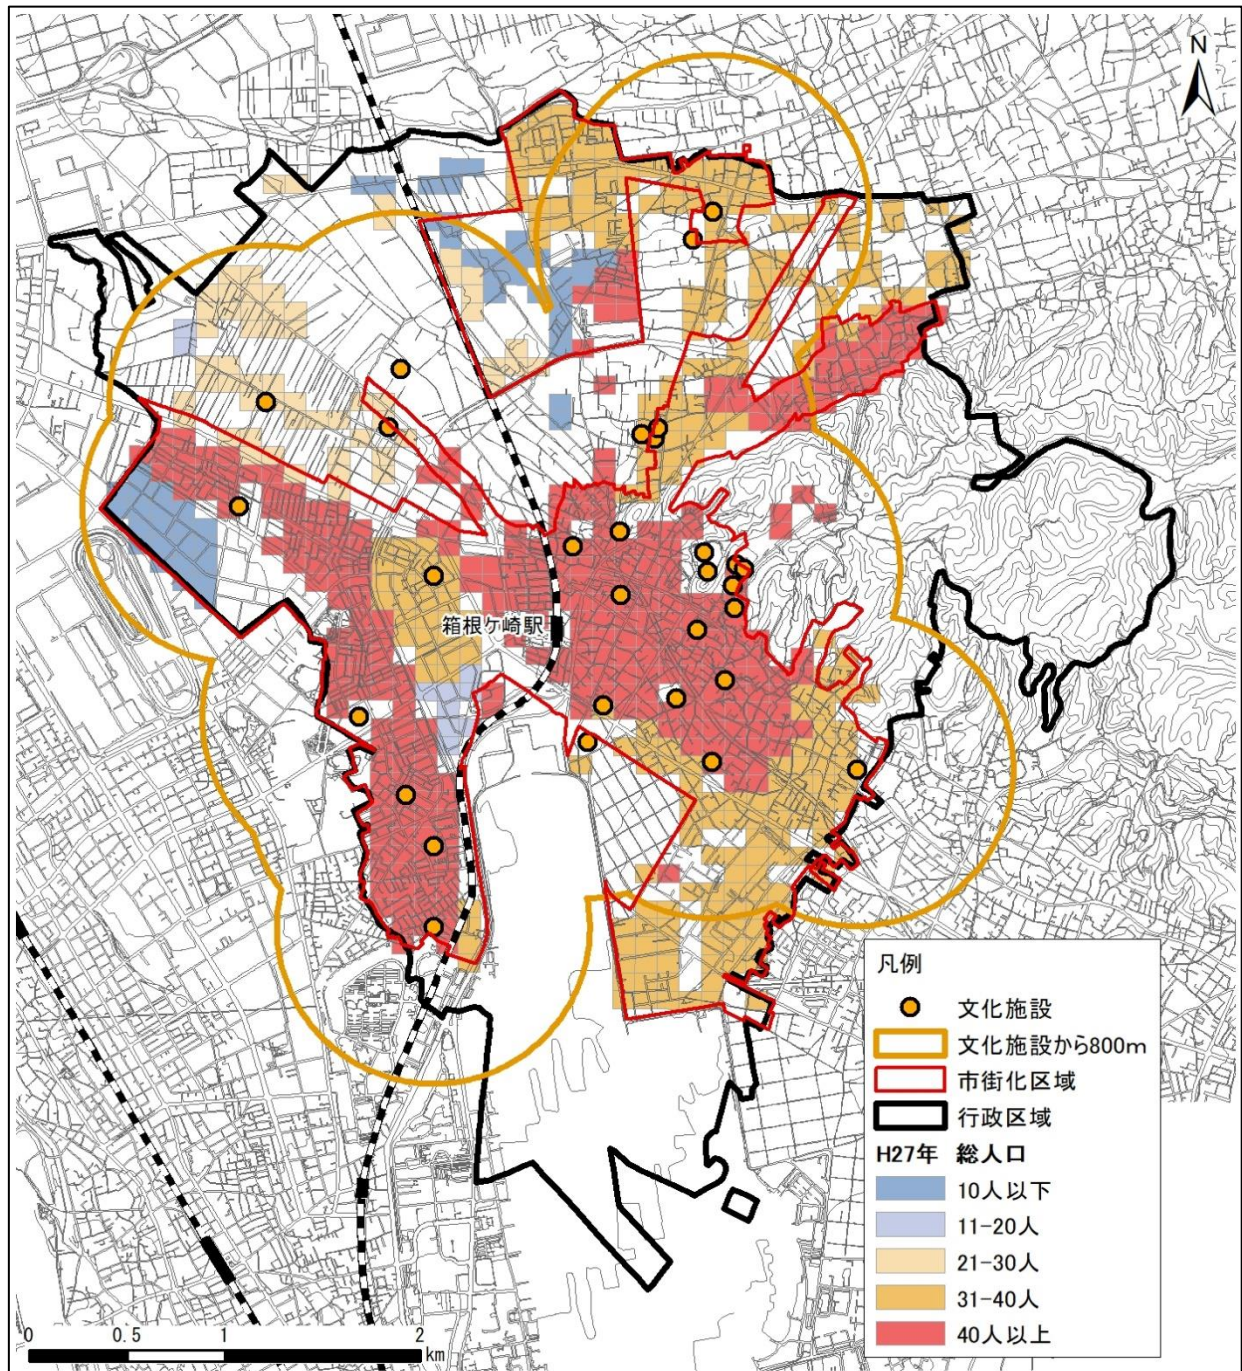 N
箱根ケ崎駅
凡例
文化施設
文化施設から800m
市街化区域
行政区域
H27年 総人口
10人以下
11-20人
21-30人
31-40人
40人以上
0 0.5 1 2
km